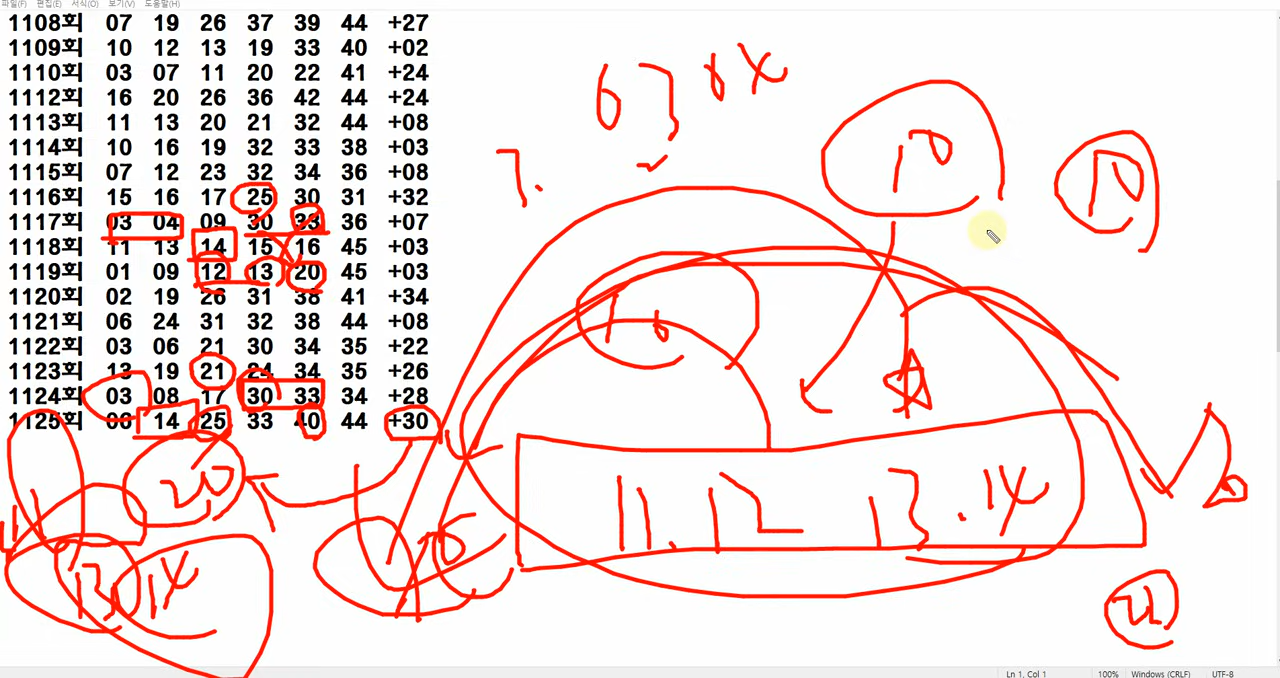 파일(F) 편집(E) 서식(O) 보기(V) 도움말(H)
1108회 07 19 26 37 39 44 +27
1109회 10 12 13 19 33 40 +02
1110회 03 07 11 20 22 41 +24
1112회 16 20 26 36 42 44 +24
1113회 11 13 20 21 32 44 +08
1114회 10 16 19 32 33 38 +03
1115회 07 12 23 32 34 36 +08
1116회 15 16 17 25 30 31 +32
1117회 03 04 09 30 33 36 +07
1118회 11 13 14 15 16 45 +03
1119회 01 09 12 13 20 45 +03
1120회 02 19 26 31 38 41 +34
1121회 06 24 31 32 38 44 +08
1122회 03 06 21 30 34 35 +22
1123회 13 19 21 24 34 35 +26
1124회 03 08 17 30 33 34 +28
1125회 06 14 25 33 40 44 +30
7.
10
10
10
20
11. 12 13. 14
13 14
Ln 1, Col 1 100% Windows (CRLF) UTF-8